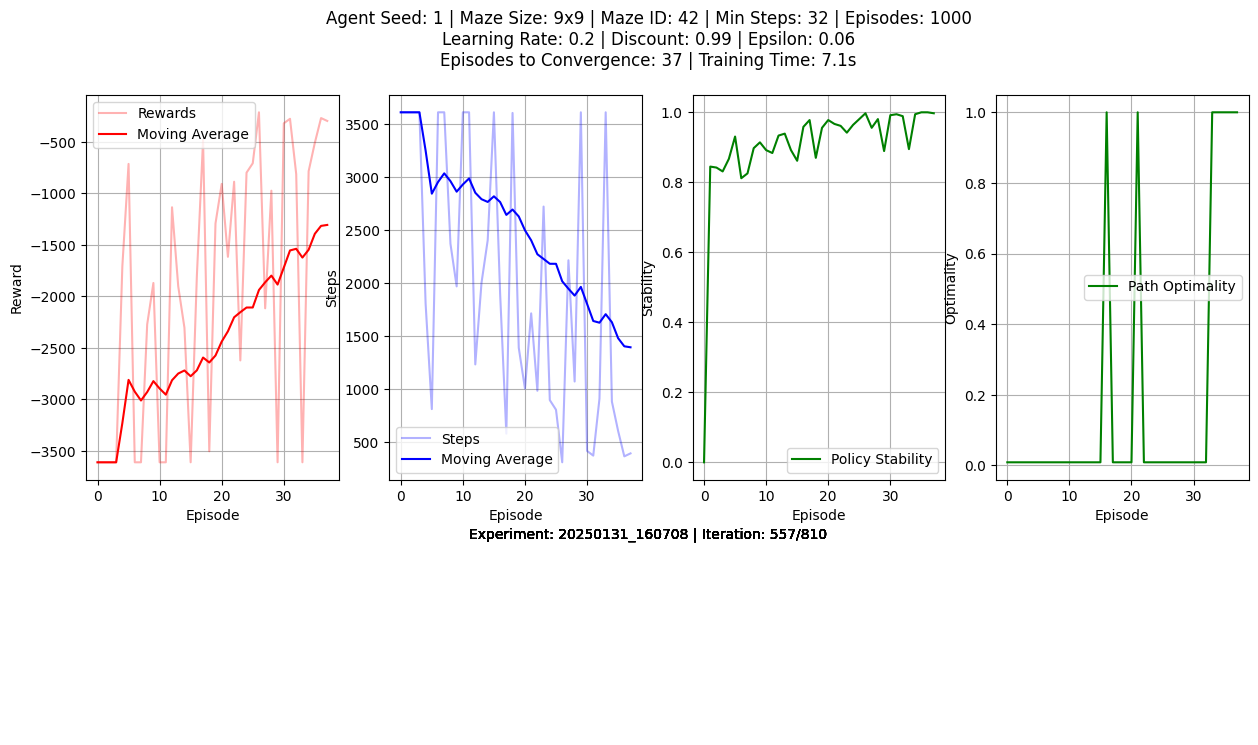 Agent Seed: 1 | Maze Size: 9x9 | Maze ID: 42 | Min Steps: 32 | Episodes: 1000
Learning Rate: 0.2 | Discount: 0.99 | Epsilon: 0.06
Episodes to Convergence: 37 | Training Time: 7.1s
Rewards
Moving Average
−500
−1000
−1500
−2000
−2500
−3000
−3500
Reward
0
10
20
30
Episode
3500
3000
2500
2000
1500
1000
500
Steps
Steps
Moving Average
0
10
20
30
Episode
1.0
0.8
0.6
0.4
0.2
0.0
Stability
Policy Stability
0
10
20
30
Episode
1.0
0.8
0.6
0.4
0.2
0.0
Optimality
Path Optimality
0
10
20
30
Episode
Experiment: 20250131_160708 | Iteration: 557/810